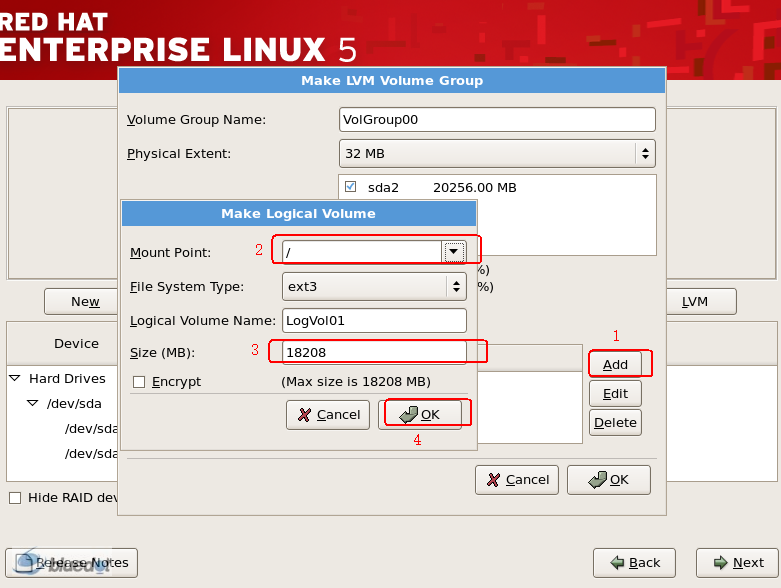 RED HAT
ENTERPRISE LINUX 5
Make LVM Volume Group
Volume Group Name: VolGroup00
Physical Extent: 32 MB
sda2 20256.00 MB
Make Logical Volume
Mount Point: 2 /
%)
File System Type: ext3
%)
New
LVM
Logical Volume Name: LogVol01
1
Device
Size (MB): 3 18208
Add
Hard Drives
Encrypt (Max size is 18208 MB)
Edit
/dev/sda
Cancel OK
Delete
/dev/sda
4
/dev/sda
Cancel OK
Hide RAID dev
Release Notes
Back Next